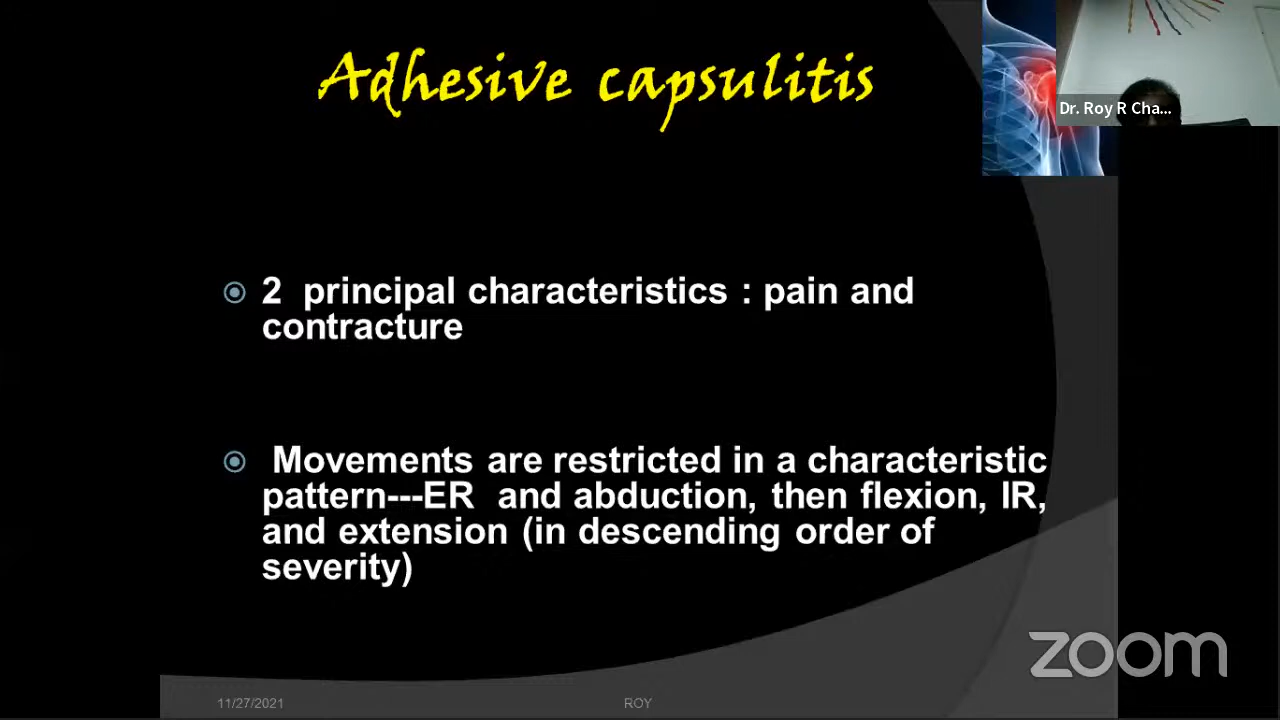 Adhesive capsulitis
Dr. Roy R Cha...
2 principal characteristics : pain and
contracture
Movements are restricted in a characteristic
pattern---ER and abduction, then flexion, IR,
and extension (in descending order of
severity)
zoom
11/27/2021
ROY